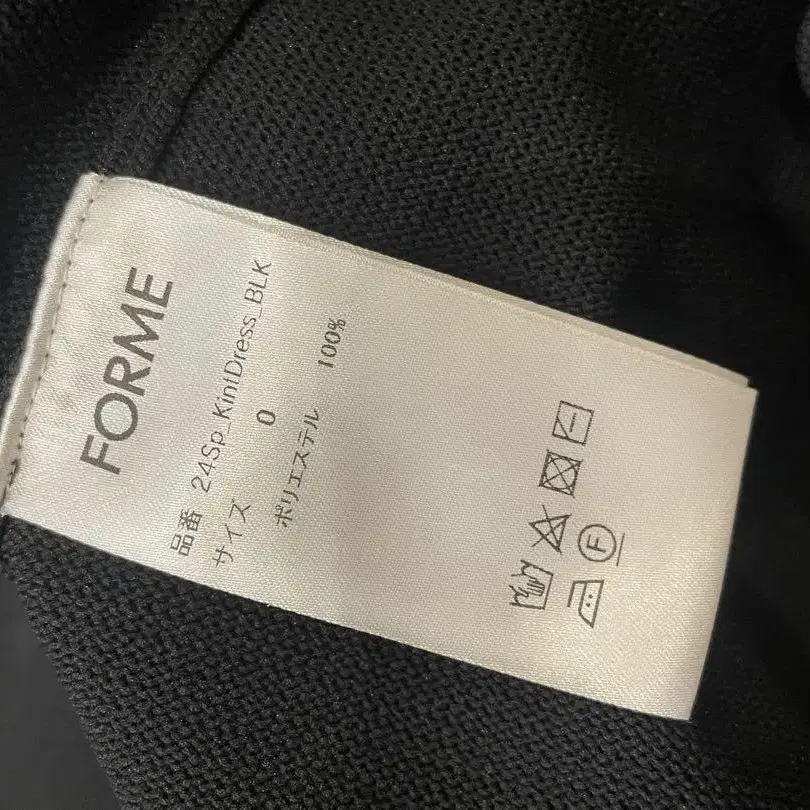 FORME
品番 24Sp_KintDress_BLK
サイズ 0
ポリエステル 100%
F